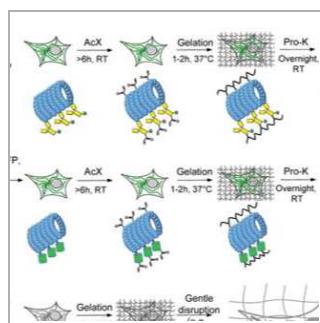 AcX Gelation Pro-K
>6h, RT 1-2h, 37°C Overnight,
RT
FP.
AcX Gelation Pro-K
>6h, RT 1-2h, 37°C Overnight,
RT
Gelation Gentle
disruption